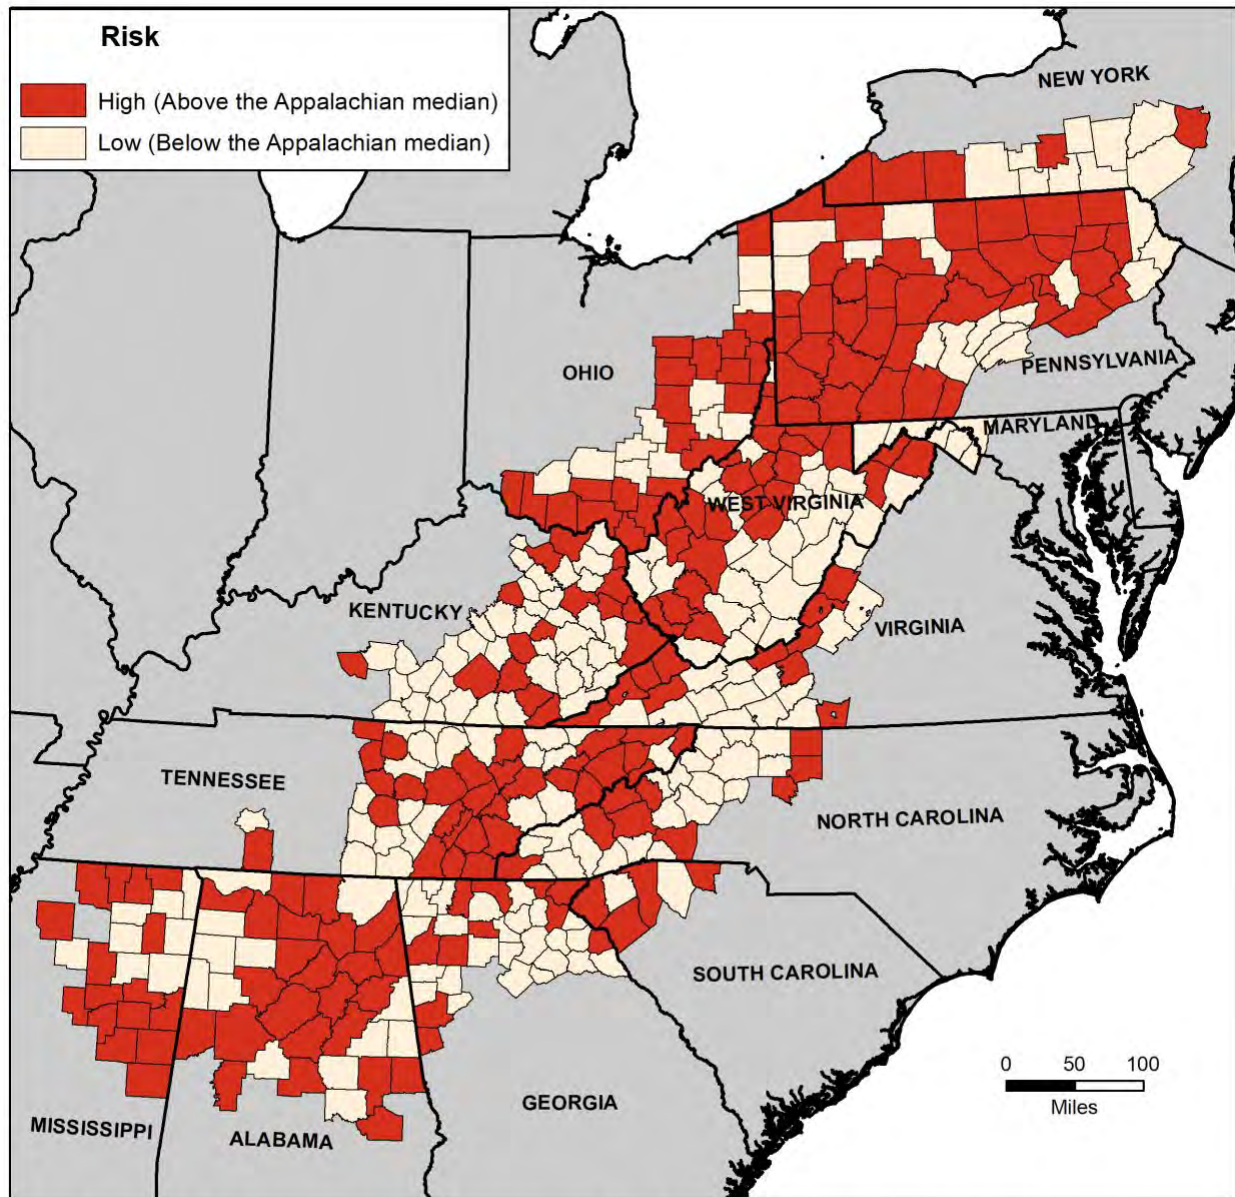 Risk
High (Above the Appalachian median)
Low (Below the Appalachian median)
NEW YORK
PENNSYLVANIA
OHIO
MARYLAND
WEST VIRGINIA
KENTUCKY
VIRGINIA
TENNESSEE
NORTH CAROLINA
SOUTH CAROLINA
MISSISSIPPI
ALABAMA
GEORGIA
0 50 100
Miles